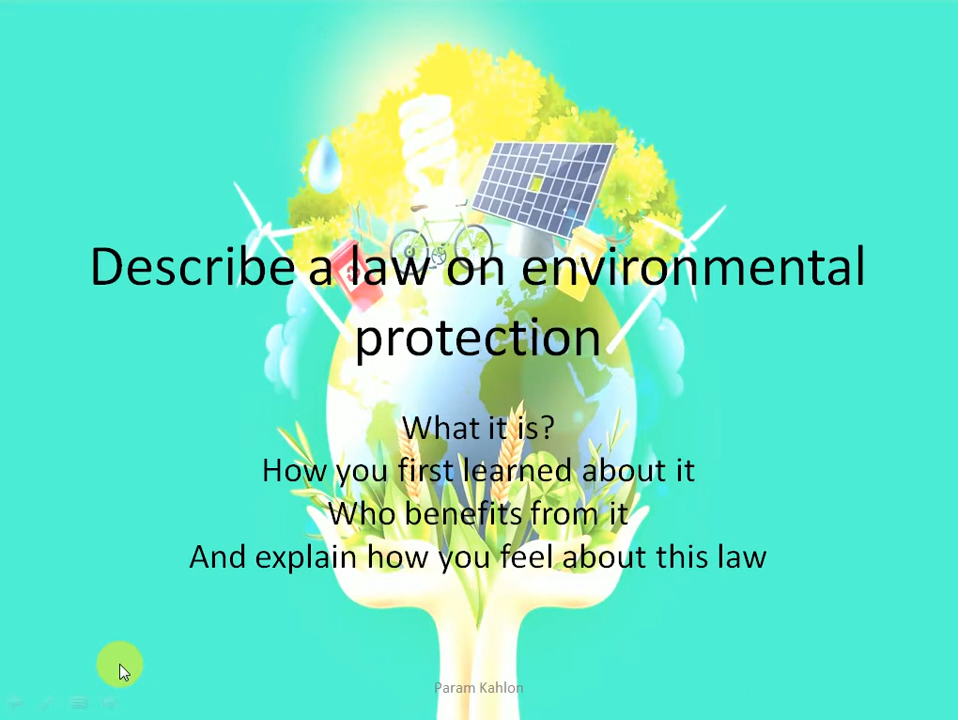 Describe a law on environmental
protection
What it is?
How you first learned about it
Who benefits from it
And explain how you feel about this law
Param Kahlon